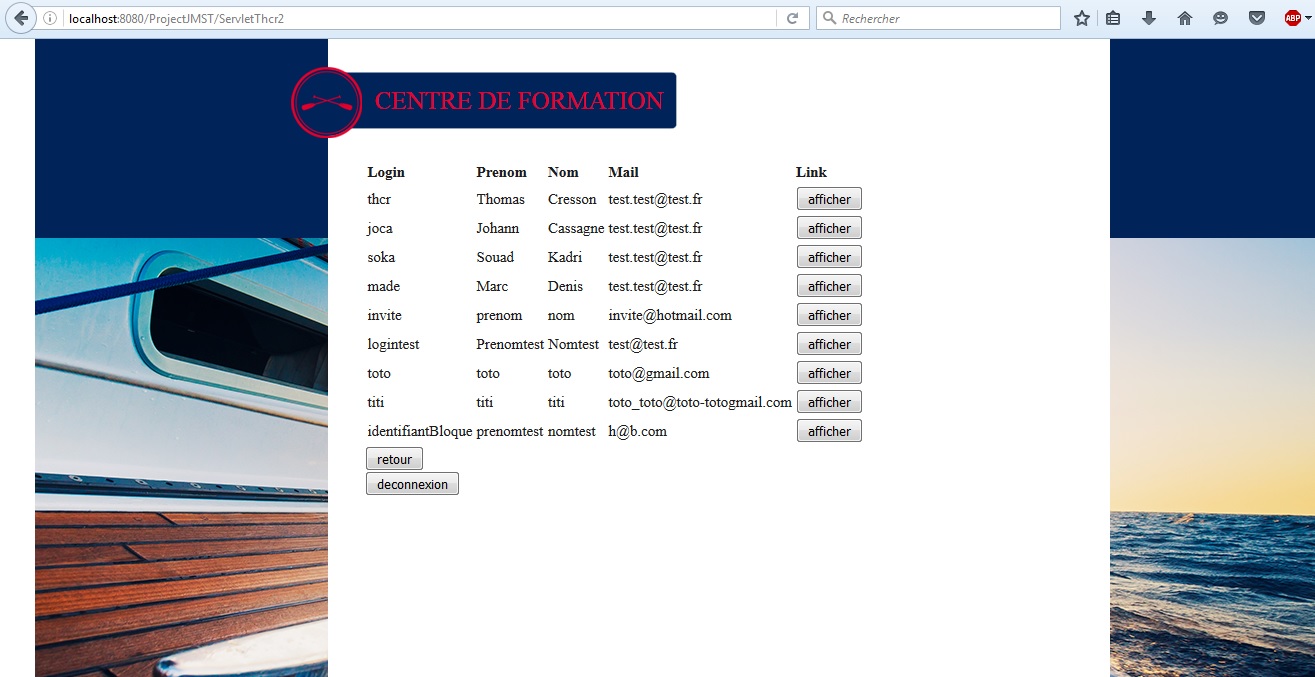 localhost:8080/ProjectJMST/ServletThcr2
Rechercher
ABP
CENTRE DE FORMATION
Login Prenom Nom Mail Link
thcr Thomas Cresson test.test@test.fr afficher
joca Johann Cassagne test.test@test.fr afficher
soka Souad Kadri test.test@test.fr afficher
made Marc Denis test.test@test.fr afficher
invite prenom nom invite@hotmail.com afficher
logintest Prenomtest Nomtest test@test.fr afficher
toto toto toto toto@gmail.com afficher
titi titi titi toto_toto@toto-totogmail.com afficher
identifiantBloque prenomtest nomtest h@b.com afficher
retour
deconnexion